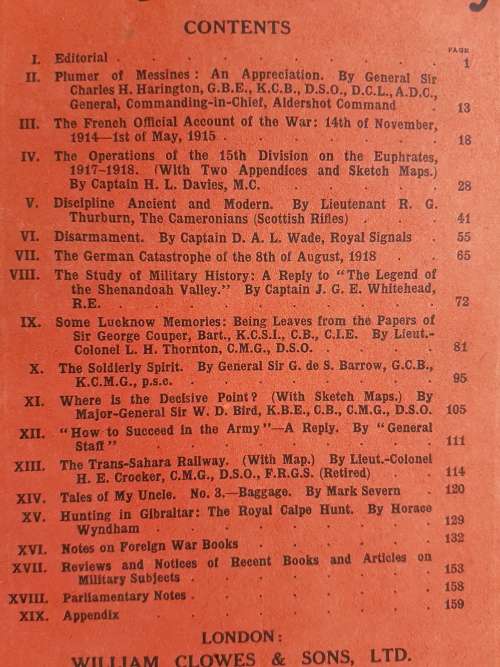 CONTENTS
PAGE
I. Editorial . . . 1
II. Plumer of Messines: An Appreciation. By General Sir
Charles H. Harington, G.B.E., K.C.B., D.S.O., D.C.L., A.D.C.,
General, Commanding-in-Chief, Aldershot Command . 13
III. The French Official Account of the War: 14th of November,
1914—1st of May, 1915 . . . 18
IV. The Operations of the 15th Division on the Euphrates,
1917-1918. (With Two Appendices and Sketch Maps.)
By Captain H. L. Davies, M.C. . . . 28
V. Discipline Ancient and Modern. By Lieutenant R. G.
Thurburn, The Cameronians (Scottish Rifles) . . 41
VI. Disarmament. By Captain D. A. L. Wade, Royal Signals . 55
VII. The German Catastrophe of the 8th of August, 1918 . . 65
VIII. The Study of Military History: A Reply to "The Legend of
the Shenandoah Valley." By Captain J. G. E. Whitehead,
R.E. . . . 72
IX. Some Lucknow Memories: Being Leaves from the Papers of
Sir George Couper, Bart., K.C.S.I., C.B., C.I.E. By Lieut.-
Colonel L. H. Thornton, C.M.G., D.S.O. . . . 81
X. The Soldierly Spirit. By General Sir G. de S. Barrow, G.C.B.,
K.C.M.G., p.s.c. . . . 95
XI. Where is the Decisive Point? (With Sketch Maps.) By
Major-General Sir W. D. Bird, K.B.E., C.B., C.M.G., D.S.O. 105
XII. "How to Succeed in the Army"—A Reply. By "General
Staff" . . . 111
XIII. The Trans-Sahara Railway. (With Map.) By Lieut.-Colonel
H. E. Crocker, C.M.G., D.S.O., F.R.G.S. (Retired) . 114
XIV. Tales of My Uncle. No. 3.—Baggage. By Mark Severn . 120
XV. Hunting in Gibraltar: The Royal Calpe Hunt. By Horace
Wyndham . . . 129
XVI. Notes on Foreign War Books . . . 132
XVII. Reviews and Notices of Recent Books and Articles on
Military Subjects . . . 153
XVIII. Parliamentary Notes . . . 158
XIX. Appendix . . . 159
LONDON:
WILLIAM CLOWES & SONS, LTD.